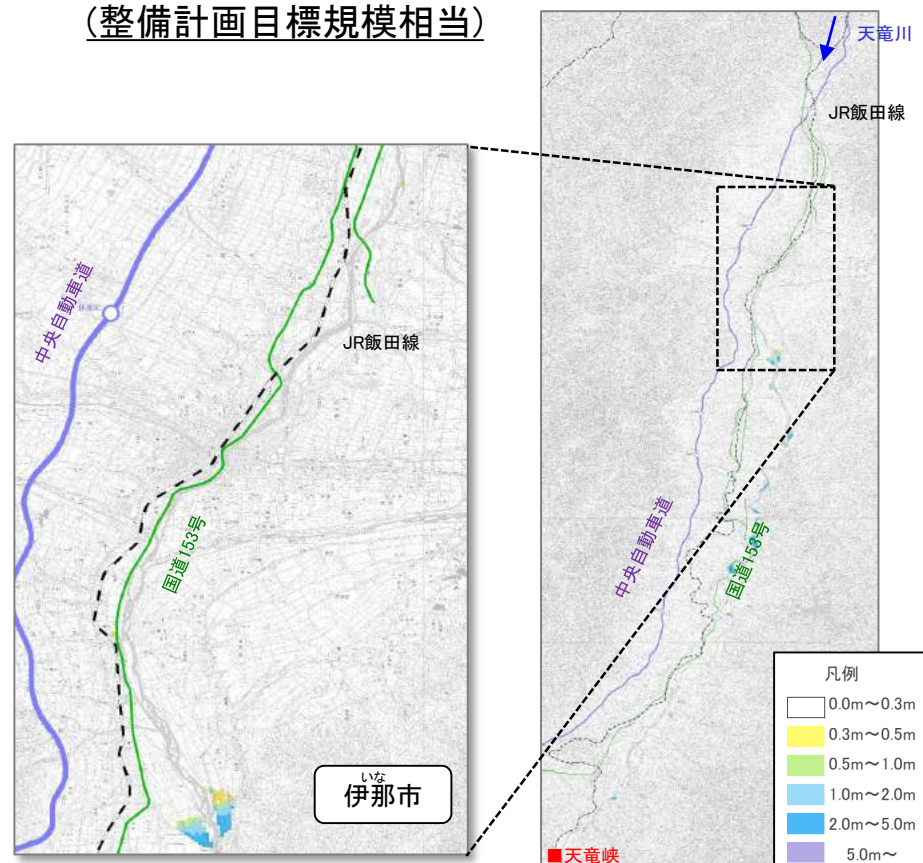 (整備計画目標規模相当)
天竜川
JR飯田線
中央自動車道
国道153号
■天竜峡
中央自動車道
JR飯田線
国道153号
いな
伊那市
凡例
0.0m～0.3m
0.3m～0.5m
0.5m～1.0m
1.0m～2.0m
2.0m～5.0m
5.0m～